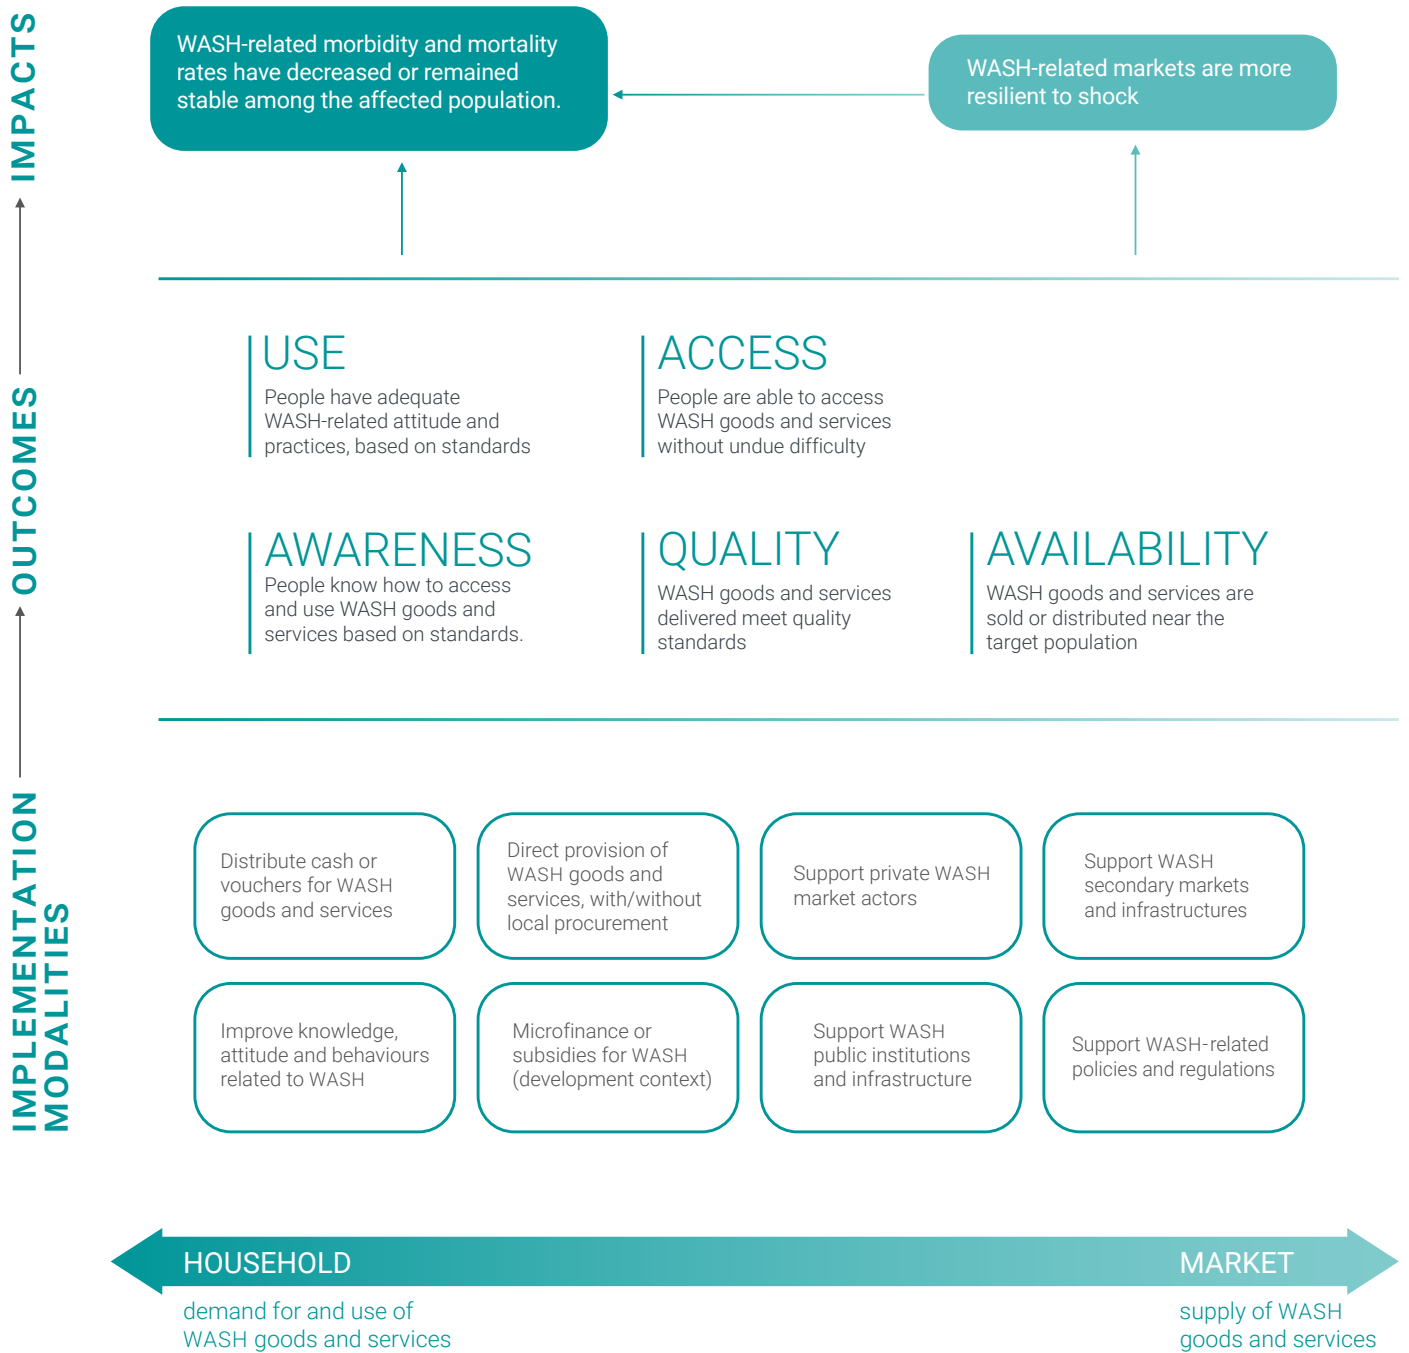 IMPACTS
WASH-related morbidity and mortality
rates have decreased or remained
stable among the affected population.
WASH-related markets are more
resilient to shock
OUTCOMES
USE
People have adequate
WASH-related attitude and
practices, based on standards
ACCESS
People are able to access
WASH goods and services
without undue difficulty
AWARENESS
People know how to access
and use WASH goods and
services based on standards.
QUALITY
WASH goods and services
delivered meet quality
standards
AVAILABILITY
WASH goods and services are
sold or distributed near the
target population
IMPLEMENTATION
MODALITIES
Distribute cash or
vouchers for WASH
goods and services
Direct provision of
WASH goods and
services, with/without
local procurement
Support private WASH
market actors
Support WASH
secondary markets
and infrastructures
Improve knowledge,
attitude and behaviours
related to WASH
Microfinance or
subsidies for WASH
(development context)
Support WASH
public institutions
and infrastructure
Support WASH-related
policies and regulations
HOUSEHOLD
demand for and use of
WASH goods and services
MARKET
supply of WASH
goods and services